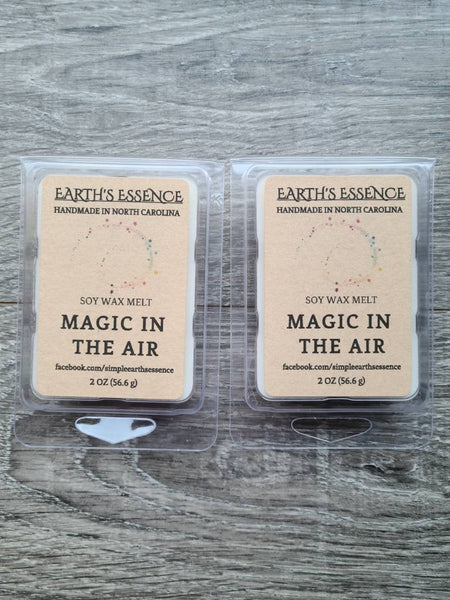 EARTH'S ESSENCE
HANDMADE IN NORTH CAROLINA
SOY WAX MELT
MAGIC IN
THE AIR
facebook.com/simpleearthsessence
2 OZ (56.6 g)
EARTH'S ESSENCE
HANDMADE IN NORTH CAROLINA
SOY WAX MELT
MAGIC IN
THE AIR
facebook.com/simpleearthsessence
2 OZ (56.6 g)